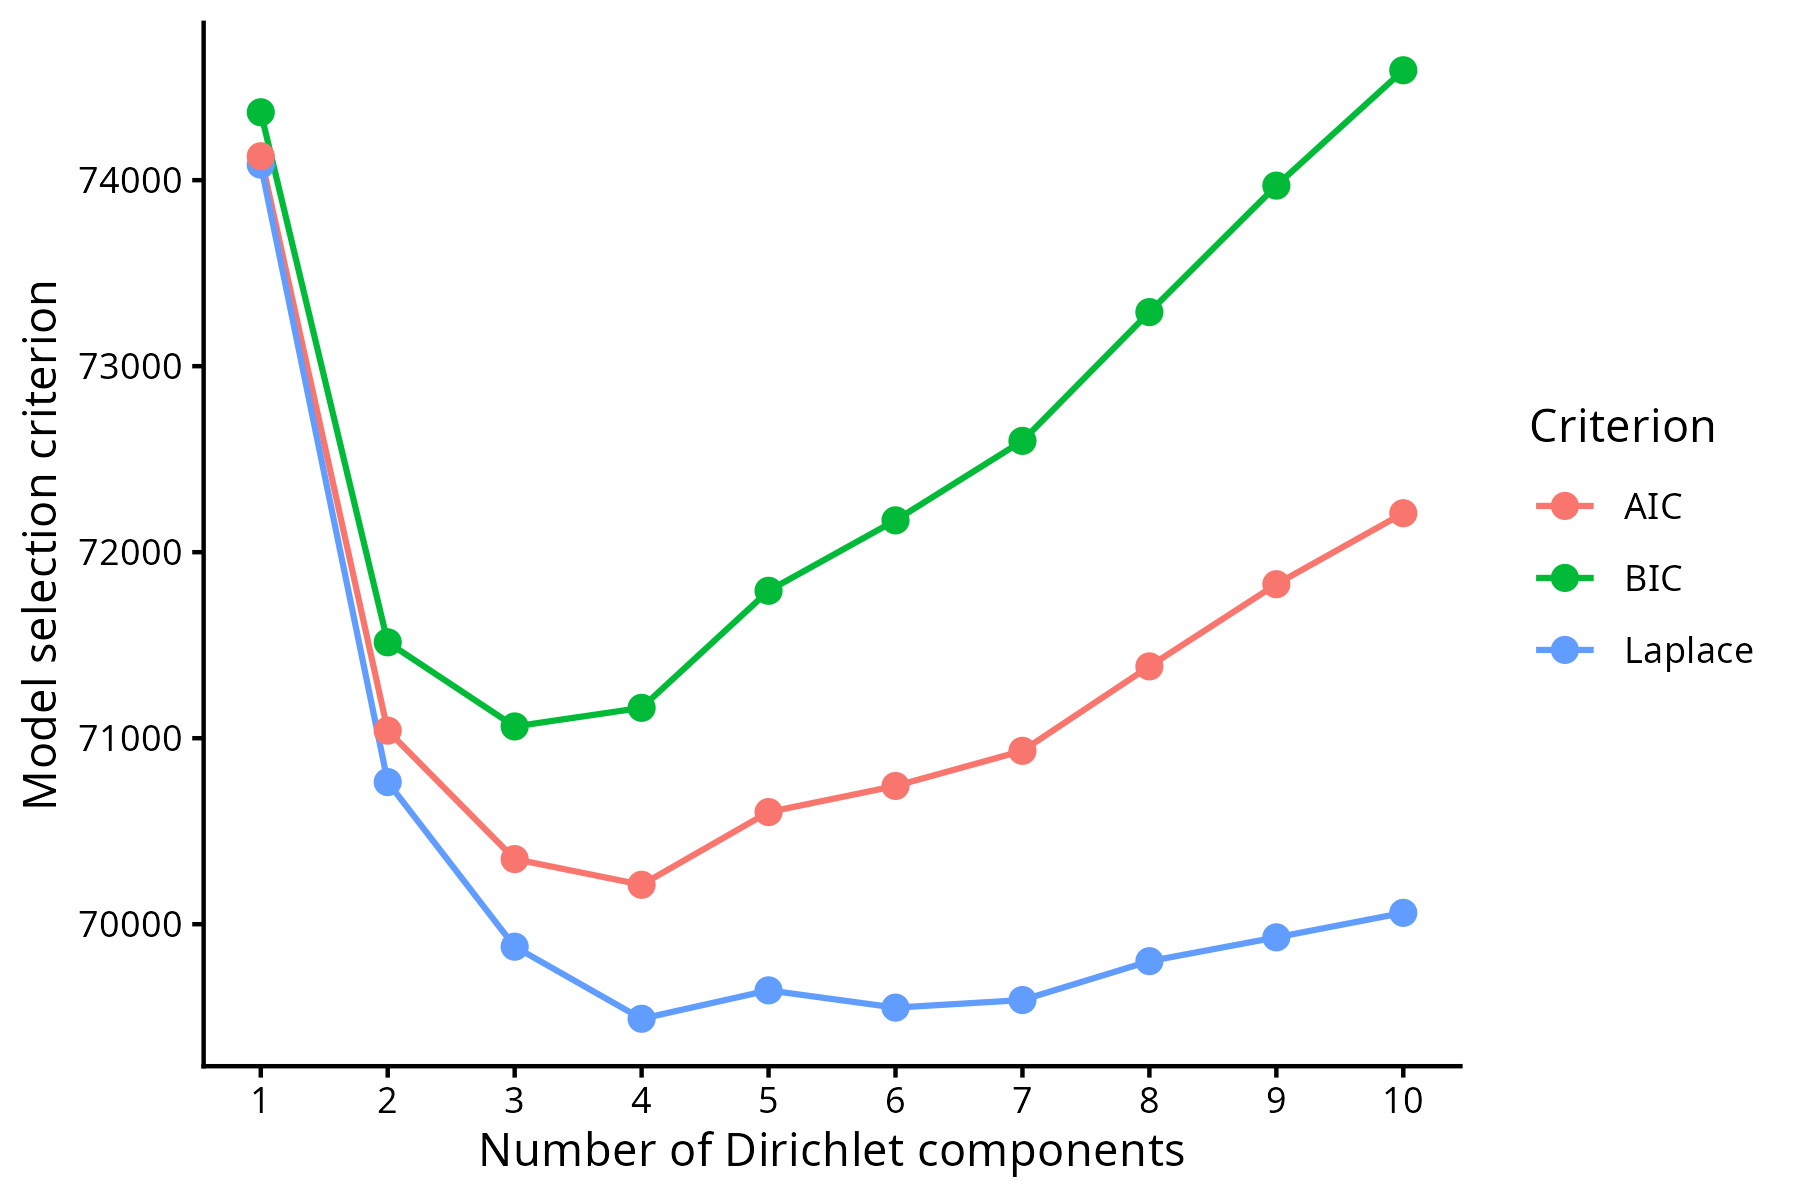 Model selection criterion
74000
73000
72000
71000
70000
1 2 3 4 5 6 7 8 9 10
Number of Dirichlet components
Criterion
AIC
BIC
Laplace